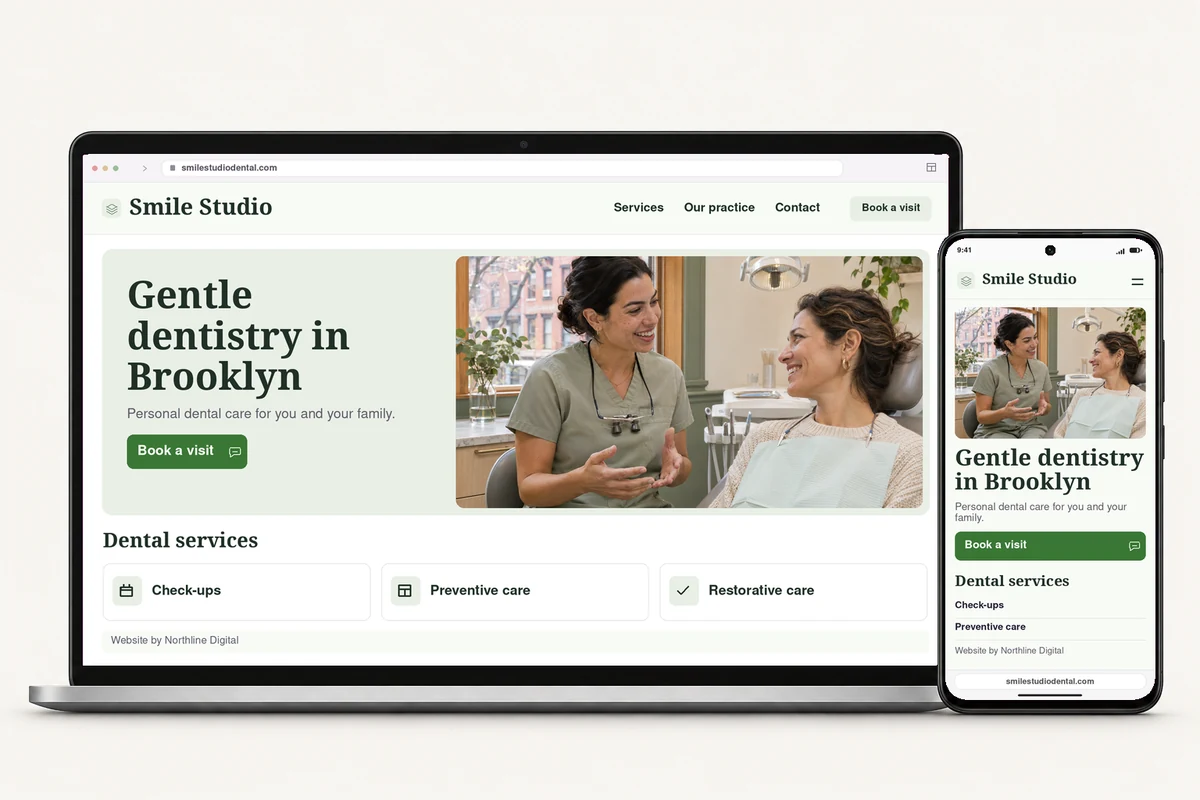 smilestudiodental.com
Smile Studio
Services
Our practice
Contact
Book a visit
Gentle
dentistry in
Brooklyn
Personal dental care for you and your family.
Book a visit
Dental services
Check-ups
Preventive care
Restorative care
Website by Northline Digital
9:41
Smile Studio
Gentle dentistry
in Brooklyn
Personal dental care for you and your
family.
Book a visit
Dental services
Check-ups
Preventive care
Website by Northline Digital
smilestudiodental.com